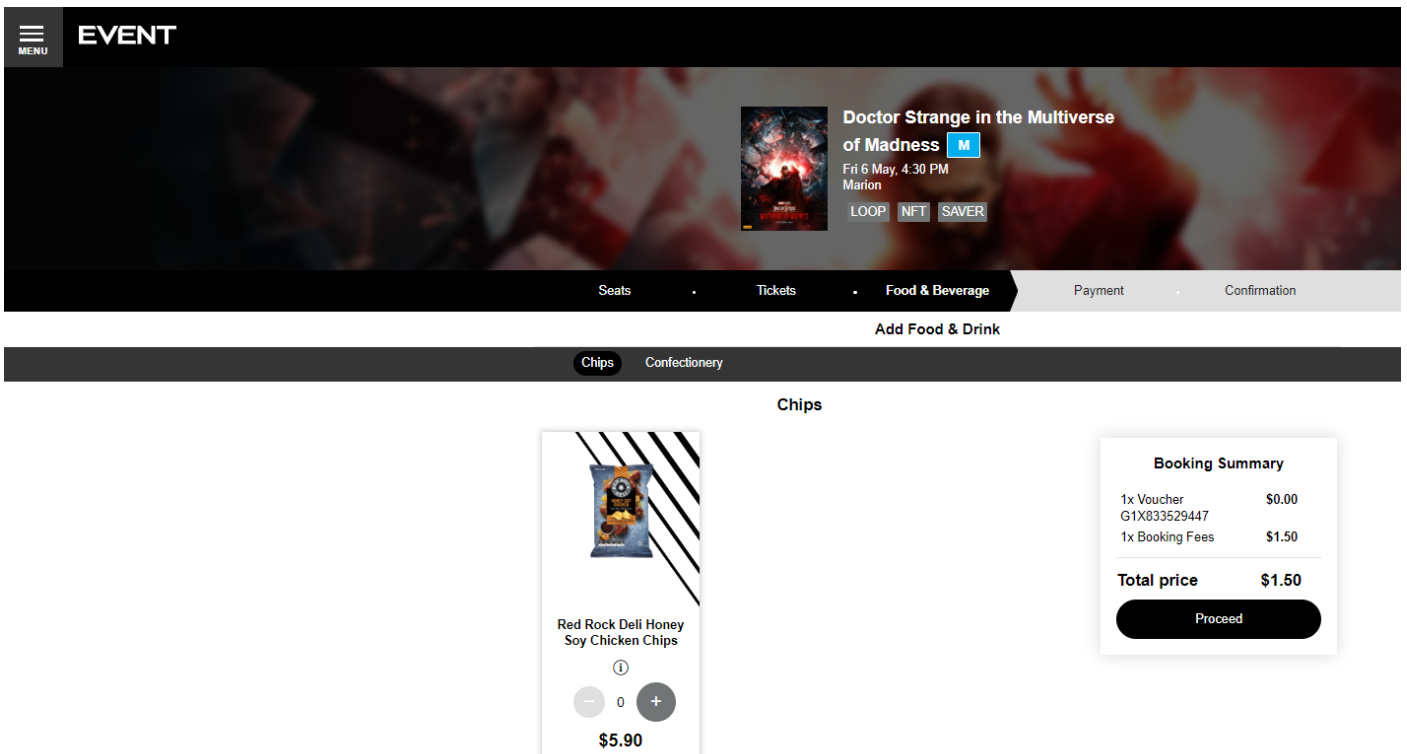 MENU
EVENT
Doctor Strange in the Multiverse
of Madness M
Fri 6 May, 4:30 PM
Marion
LOOP NFT SAVER
Seats
Tickets
Food & Beverage
Payment
Confirmation
Add Food & Drink
Chips
Confectionery
Chips
Red Rock Deli Honey
Soy Chicken Chips
0
$5.90
Booking Summary
1x Voucher $0.00
G1X833529447
1x Booking Fees $1.50
Total price $1.50
Proceed